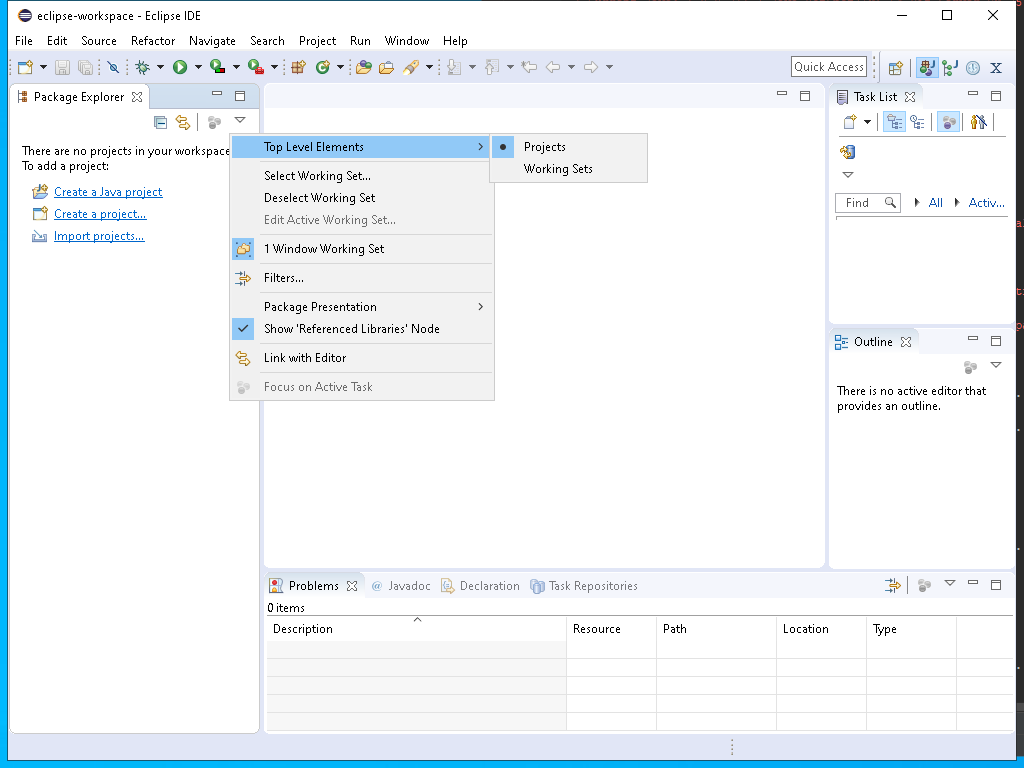 eclipse-workspace - Eclipse IDE
File Edit Source Refactor Navigate Search Project Run Window Help
Quick Access
Package Explorer
Task List
There are no projects in your workspace
To add a project:
Create a Java project
Create a project...
Import projects...
Top Level Elements
Select Working Set...
Deselect Working Set
Edit Active Working Set...
1 Window Working Set
Filters...
Package Presentation
Show 'Referenced Libraries' Node
Link with Editor
Focus on Active Task
Projects
Working Sets
Find All Activ...
Outline
There is no active editor that
provides an outline.
Problems @ Javadoc Declaration Task Repositories
0 items
Description Resource Path Location Type